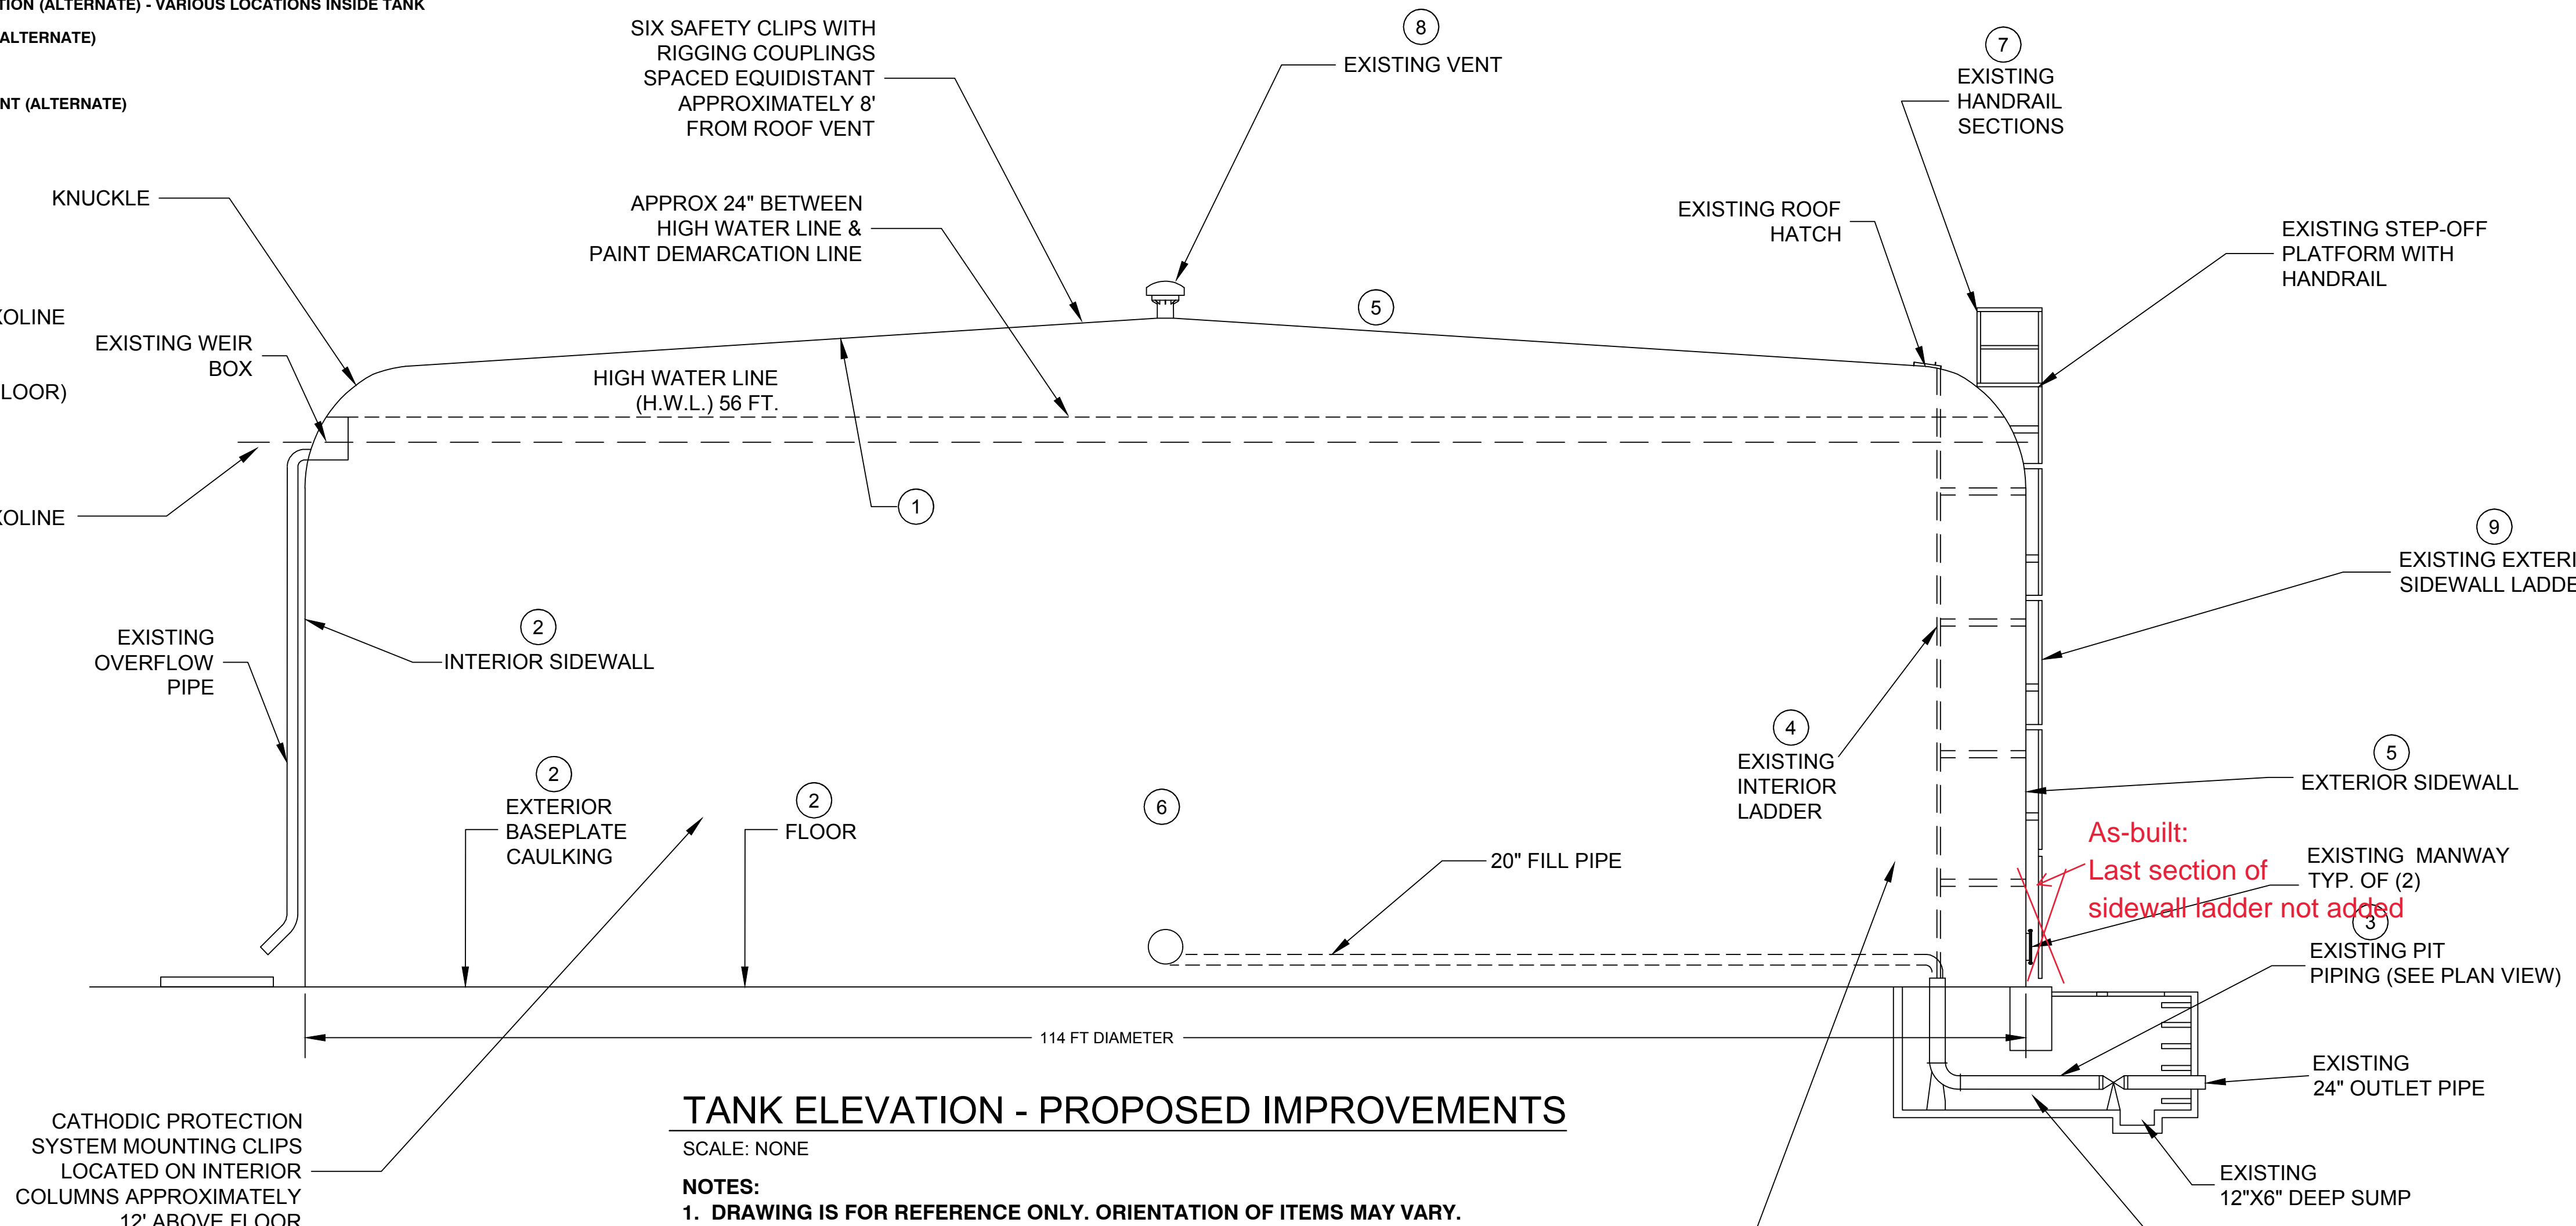 TION (ALTERNATE) - VARIOUS LOCATIONS INSIDE TANK
ALTERNATE)
NT (ALTERNATE)
SIX SAFETY CLIPS WITH
RIGGING COUPLINGS
SPACED EQUIDISTANT
APPROXIMATELY 8'
FROM ROOF VENT
8
EXISTING VENT
7
EXISTING
HANDRAIL
SECTIONS
KNUCKLE
APPROX 24" BETWEEN
HIGH WATER LINE &
PAINT DEMARCATION LINE
EXISTING ROOF
HATCH
EXISTING STEP-OFF
PLATFORM WITH
HANDRAIL
OLINE
EXISTING WEIR
BOX
5
HIGH WATER LINE
(H.W.L.) 56 FT.
LOOR)
1
OLINE
9
EXISTING EXTERI
SIDEWALL LADDE
EXISTING
OVERFLOW
PIPE
2
INTERIOR SIDEWALL
4
EXISTING
INTERIOR
LADDER
5
EXTERIOR SIDEWALL
2
EXTERIOR
BASEPLATE
CAULKING
2
FLOOR
6
20" FILL PIPE
As-built:
Last section of
sidewall ladder not added
EXISTING MANWAY
TYP. OF (2)
3
EXISTING PIT
PIPING (SEE PLAN VIEW)
114 FT DIAMETER
EXISTING
24" OUTLET PIPE
CATHODIC PROTECTION
SYSTEM MOUNTING CLIPS
LOCATED ON INTERIOR
COLUMNS APPROXIMATELY
12' ABOVE FLOOR
TANK ELEVATION - PROPOSED IMPROVEMENTS
SCALE: NONE
NOTES:
1. DRAWING IS FOR REFERENCE ONLY. ORIENTATION OF ITEMS MAY VARY.
EXISTING
12"X6" DEEP SUMP